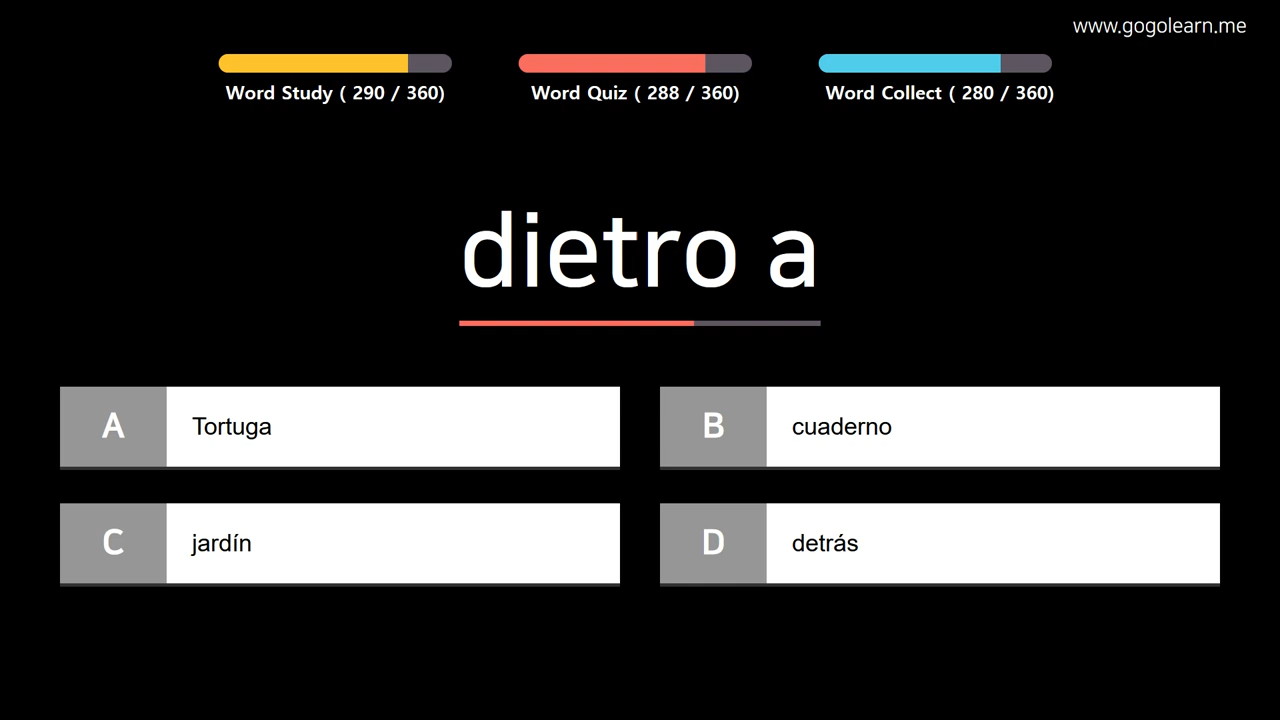 www.gogolearn.me
Word Study ( 290 / 360)
Word Quiz ( 288 / 360)
Word Collect ( 280 / 360)
dietro a
A
Tortuga
B
cuaderno
C
jardín
D
detrás